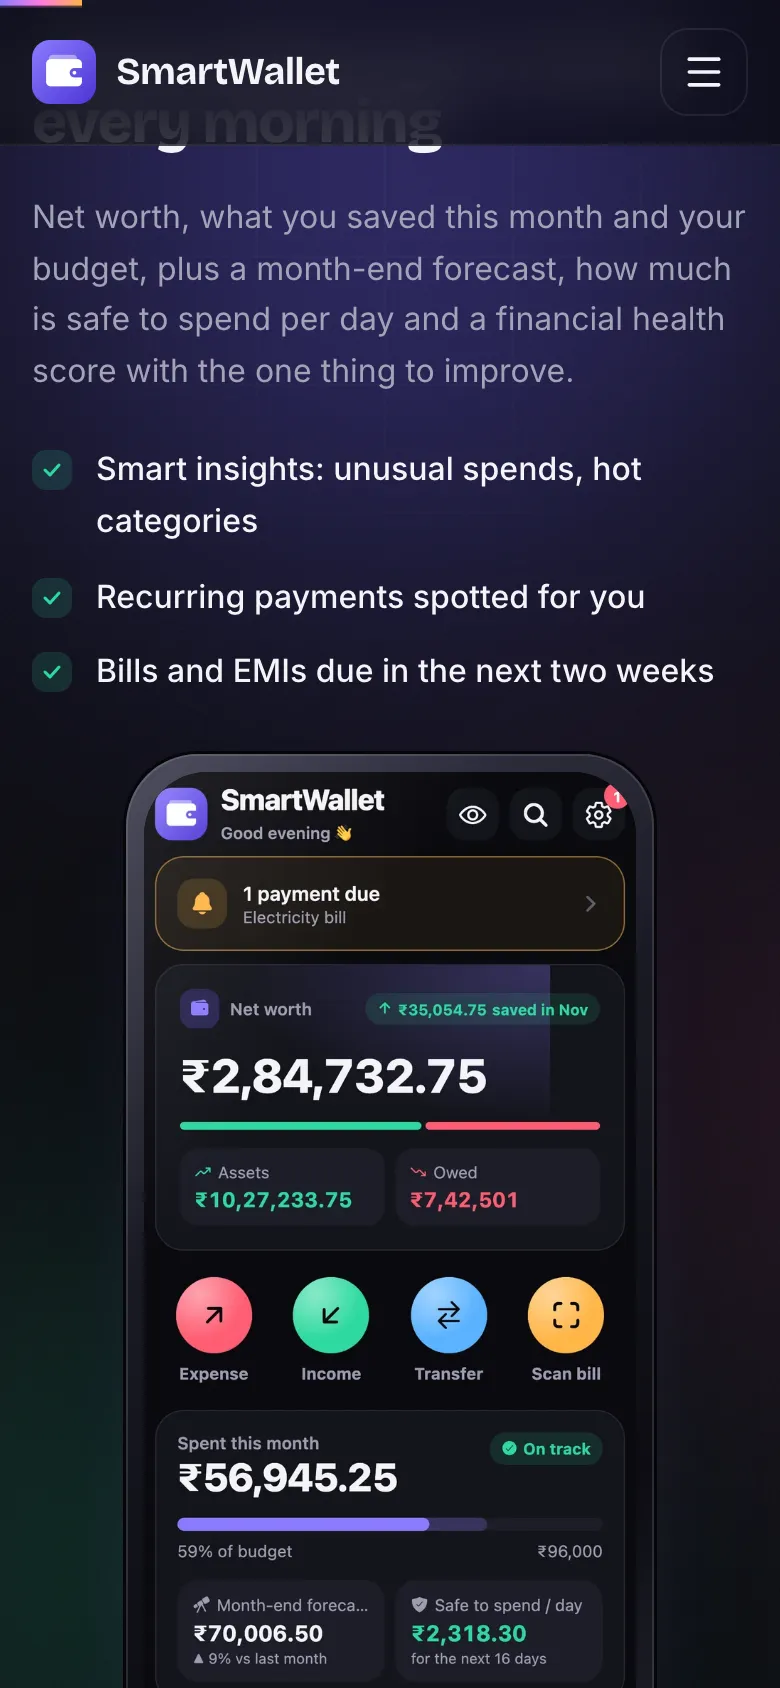 SmartWallet
every morning
Net worth, what you saved this month and your
budget, plus a month-end forecast, how much
is safe to spend per day and a financial health
score with the one thing to improve.
Smart insights: unusual spends, hot
categories
Recurring payments spotted for you
Bills and EMIs due in the next two weeks
SmartWallet
Good evening 👋
1
1 payment due
Electricity bill
Net worth
↑ ₹35,054.75 saved in Nov
₹2,84,732.75
Assets
₹10,27,233.75
Owed
₹7,42,501
Expense
Income
Transfer
Scan bill
Spent this month
On track
₹56,945.25
59% of budget
₹96,000
Month-end foreca...
₹70,006.50
▲ 9% vs last month
Safe to spend / day
₹2,318.30
for the next 16 days